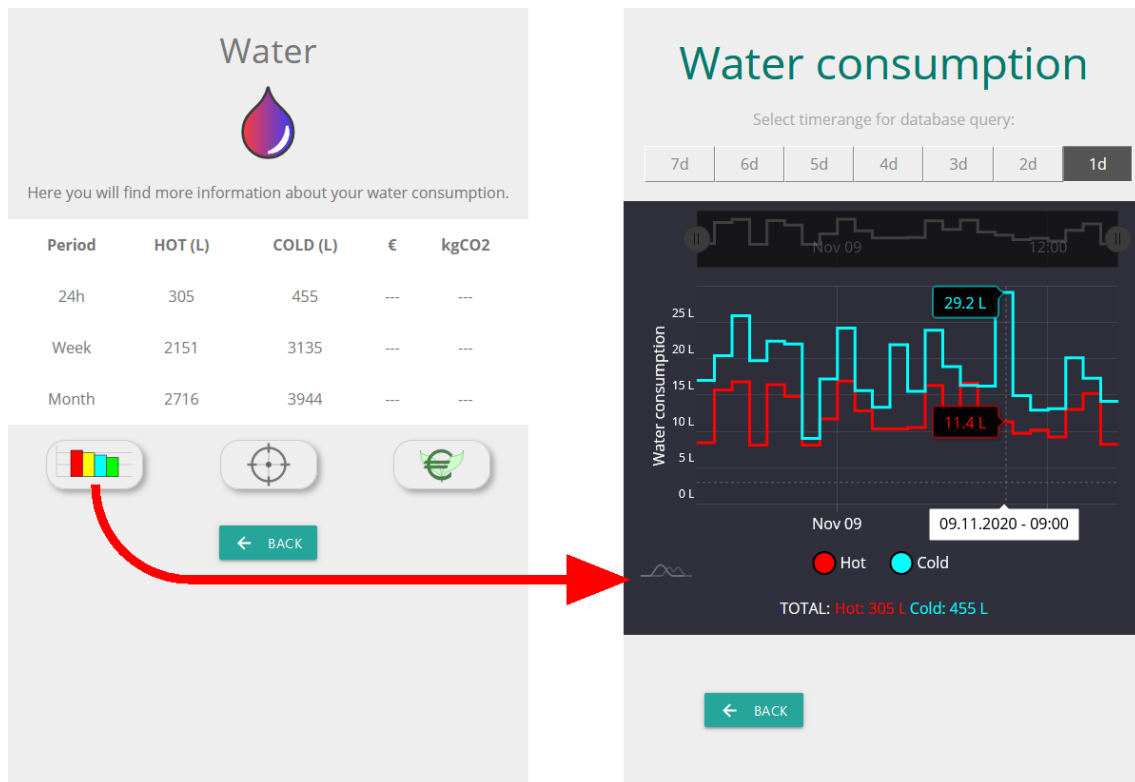 Water
Here you will find more information about your water consumption.
Period HOT (L) COLD (L) € kgCO2
24h 305 455 --- ---
Week 2151 3135 --- ---
Month 2716 3944 --- ---
€
BACK
Water consumption
Select timerange for database query:
7d 6d 5d 4d 3d 2d 1d
Nov 09 12:00
29.2 L
25 L
20 L
15 L
11.4 L
10 L
5 L
0 L
Water consumption
Nov 09
09.11.2020 - 09:00
Hot Cold
TOTAL: Hot: 305 L Cold: 455 L
BACK